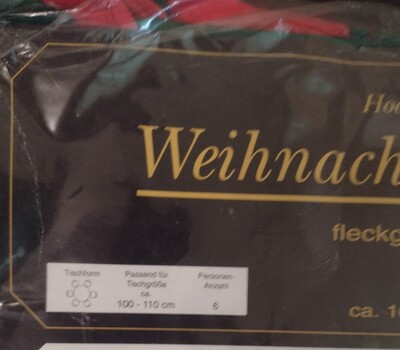 Hoc
Weihnach
fleckg
Tischform
Passend für Tischgröße ca. 100 - 110 cm
Personen-Anzahl 6
ca. 1